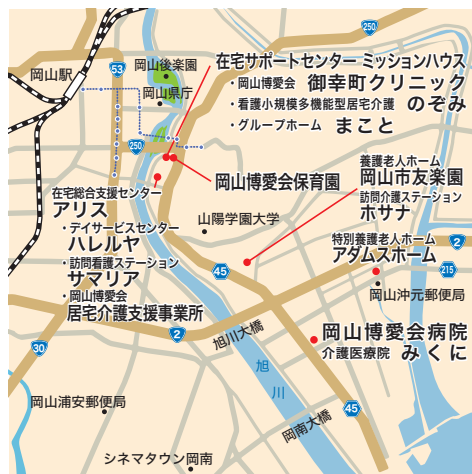 250
岡山駅
53
岡山後楽園
岡山県庁
250
在宅サポートセンター ミッションハウス
・岡山博愛会 御幸町クリニック
・看護小規模多機能型居宅介護 のぞみ
・グループホーム まこと
岡山博愛会保育園
養護老人ホーム
岡山市友楽園
訪問介護ステーション
ホサナ
在宅総合支援センター
アリス
・デイサービスセンター
ハレルヤ
・訪問看護ステーション
サマリア
・岡山博愛会
居宅介護支援事業所
山陽学園大学
特別養護老人ホーム
アダムスホーム
2
215
45
岡山沖元郵便局
岡山博愛会病院
介護医療院 みくに
旭川大橋
2
30
旭川
岡山浦安郵便局
45
岡南大橋
シネマタウン岡南